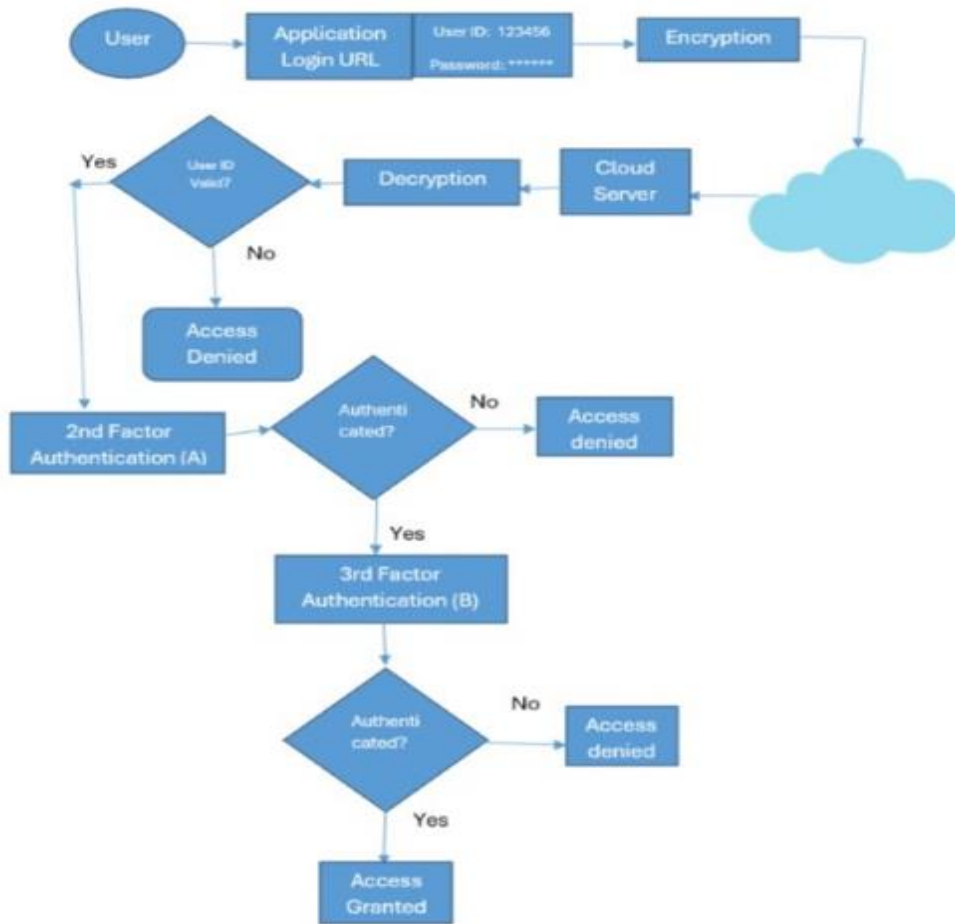 User
Application
Login URL
User ID: 123456
Password: ******
Encryption
Yes
User ID
Valid?
Decryption
Cloud
Server
No
Access
Denied
2nd Factor
Authentication (A)
Authenti
cated?
No
Access
denied
Yes
3rd Factor
Authentication (B)
Authenti
cated?
No
Access
denied
Yes
Access
Granted